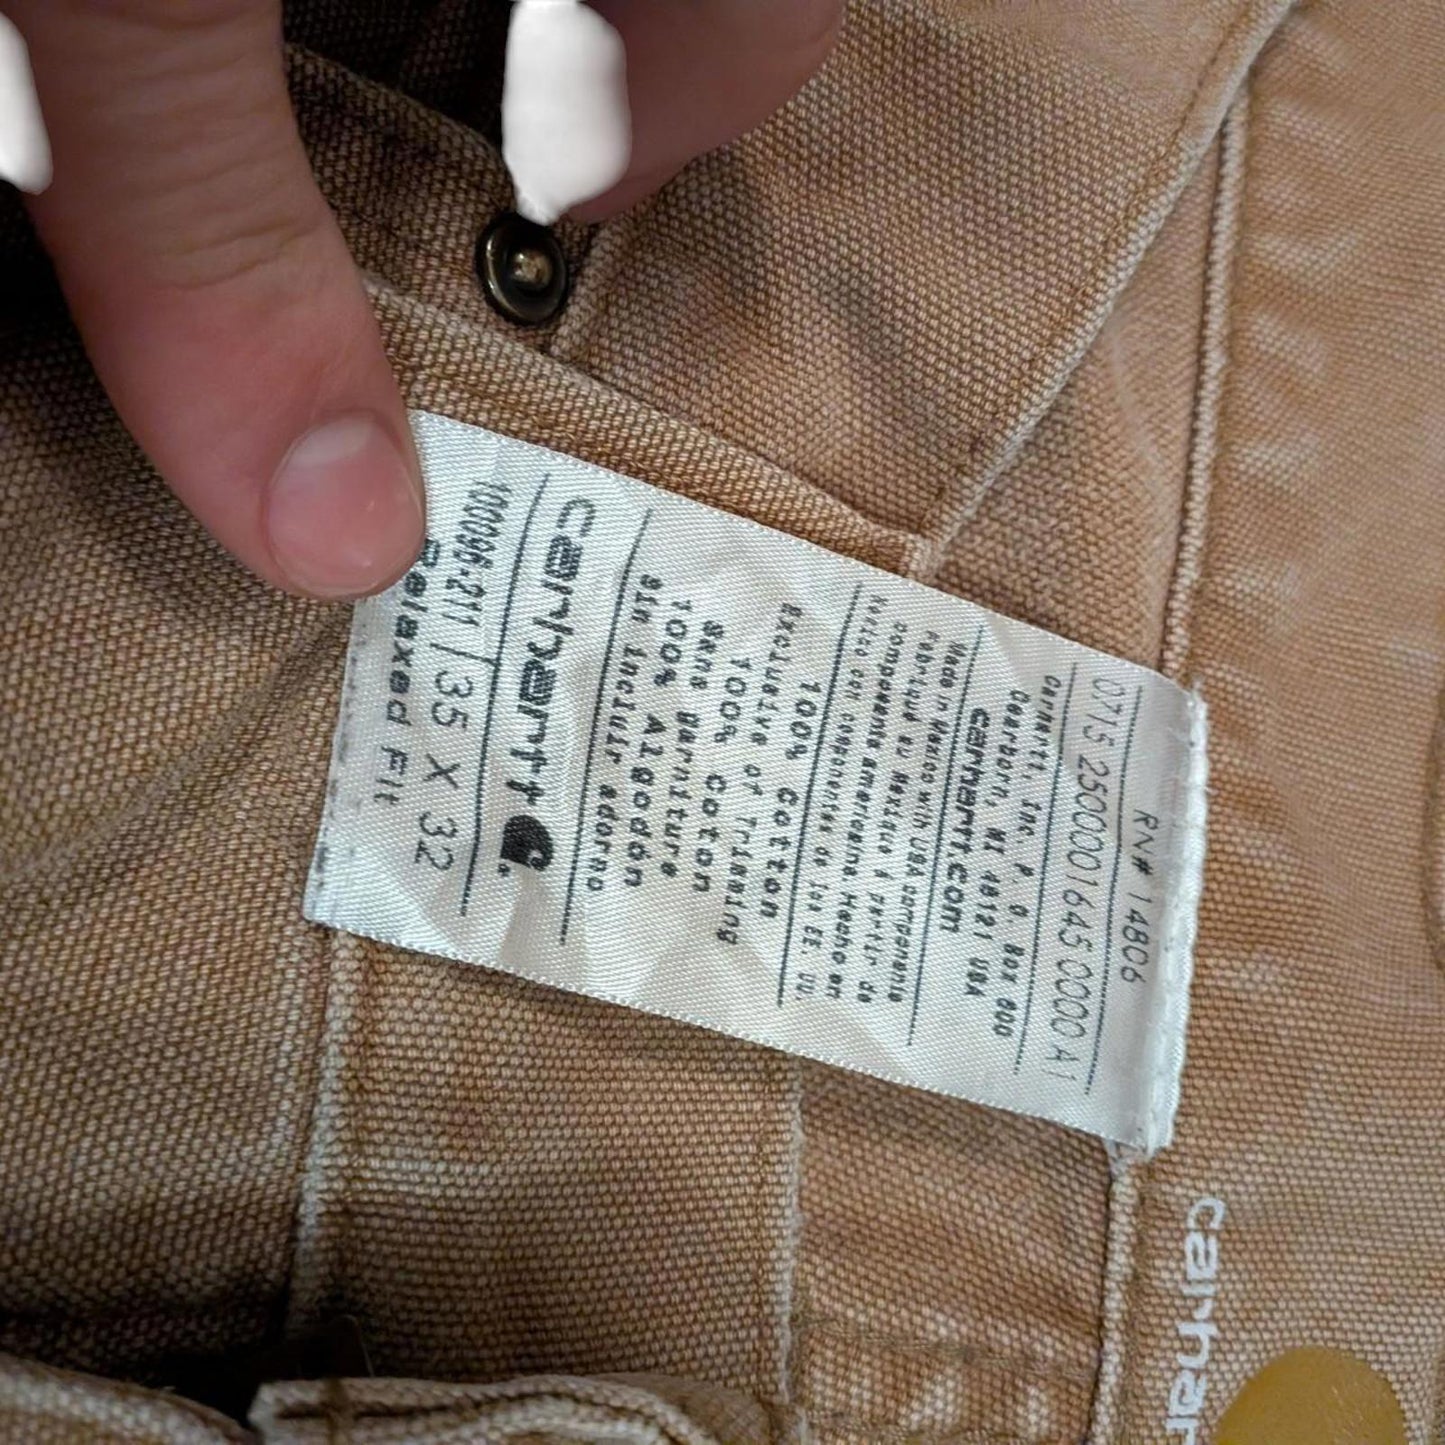 100096-211 35 X 32
Relaxed Fit
carhartt.
100% Cotton
Exclusive of Trimming
100% Coton
Sans garniture
100% Algodón
Sin incluir adorno
Made in Mexico with USA components
Fabriqué au Mexique à partir de
composants américains Hecho en
Mexico con componentes de los EE. UU.
carhartt.com
Dearborn, MI 48121 USA
Carhartt, Inc. P. O. Box 600
0715 2500001645 0000 A1
RN# 14806
carhar